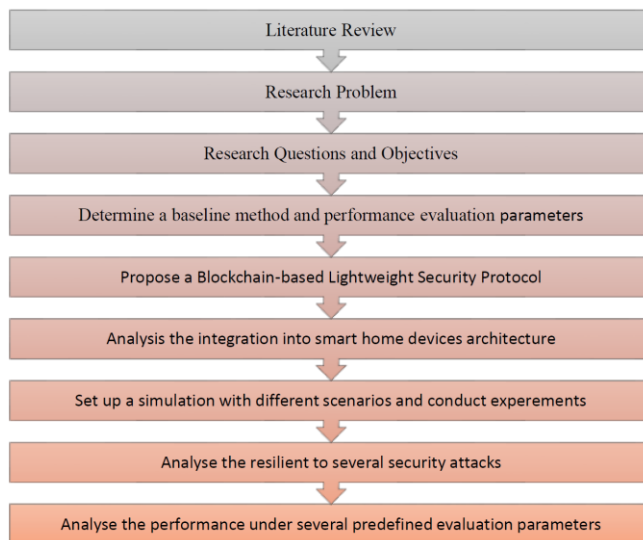 Literature Review
Research Problem
Research Questions and Objectives
Determine a baseline method and performance evaluation parameters
Propose a Blockchain-based Lightweight Security Protocol
Analysis the integration into smart home devices architecture
Set up a simulation with different scenarios and conduct experements
Analyse the resilient to several security attacks
Analyse the performance under several predefined evaluation parameters